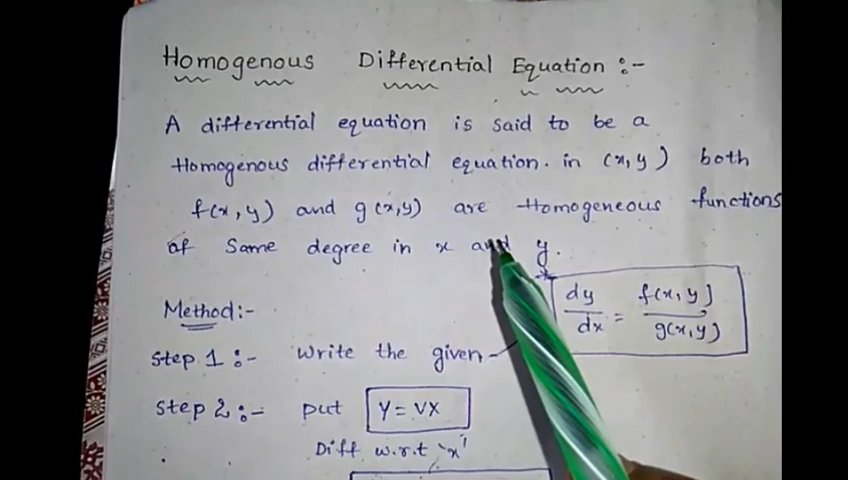 Homogenous Differential Equation :-
A differential equation is said to be a
Homogenous differential equation. in (x,y) both
f(x,y) and g(x,y) are Homogeneous functions
of Same degree in x and y.
dy/dx = f(x,y)/g(x,y)
Method:-
Step 1 :- Write the given
Step 2 :- put Y = VX
Diff w.r.t 'x'